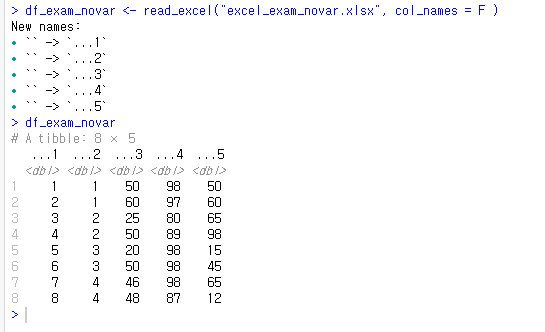 > df_exam_novar <- read_excel("excel_exam_novar.xlsx", col_names = F )
New names:
• `` -> `...1`
• `` -> `...2`
• `` -> `...3`
• `` -> `...4`
• `` -> `...5`
> df_exam_novar
# A tibble: 8 × 5
...1 ...2 ...3 ...4 ...5
<dbl> <dbl> <dbl> <dbl> <dbl>
1 1 1 50 98 50
2 2 1 60 97 60
3 3 2 25 80 65
4 4 2 50 89 98
5 5 3 20 98 15
6 6 3 50 98 45
7 7 4 46 98 65
8 8 4 48 87 12
>